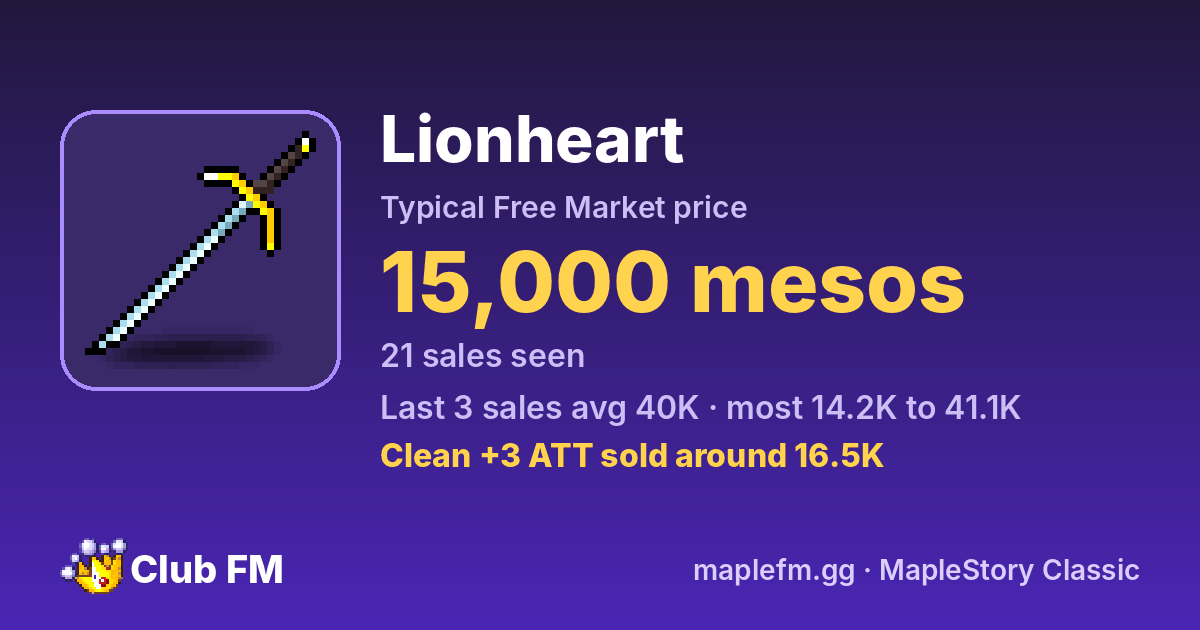 Lionheart
Typical Free Market price
15,000 mesos
21 sales seen
Last 3 sales avg 40K · most 14.2K to 41.1K
Clean +3 ATT sold around 16.5K
Club FM
maplefm.gg · MapleStory Classic